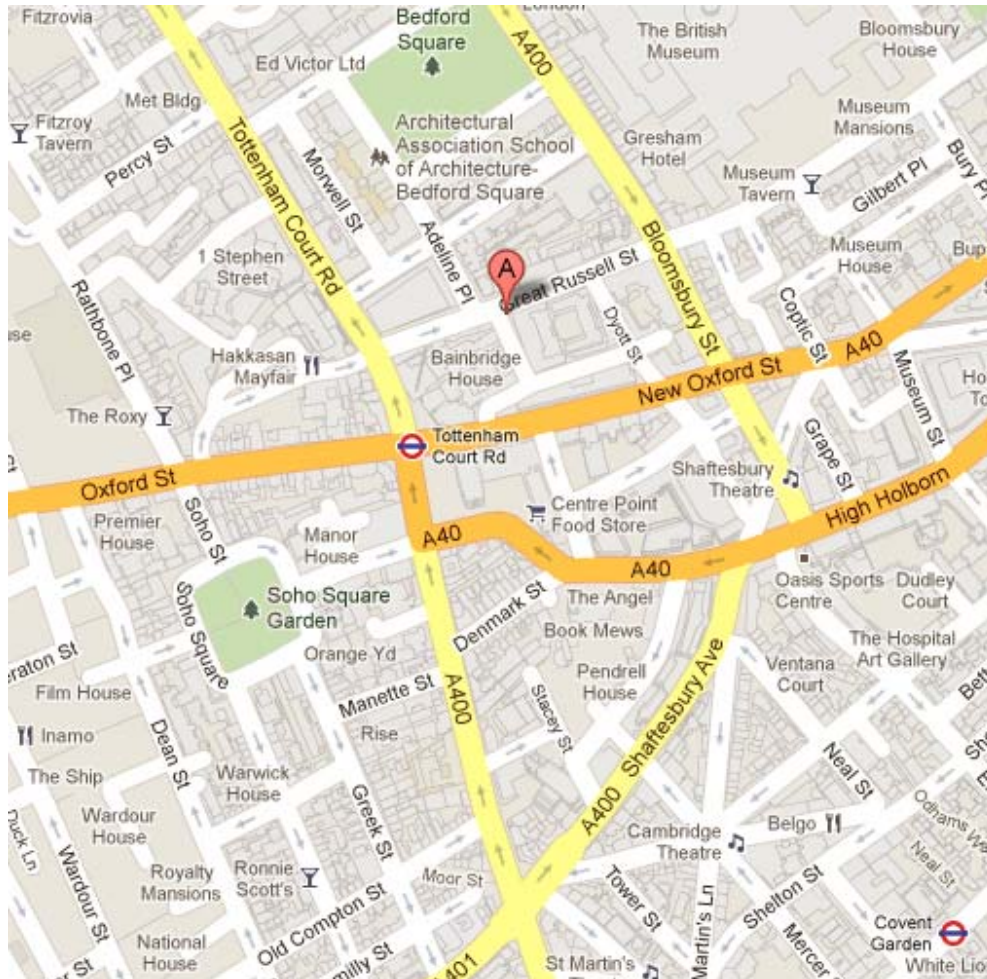 Fitzrovia
Bedford
Square
London
The British
Museum
Bloomsbury
House
A400
Ed Victor Ltd
Met Bldg
Fitzroy
Tavern
Percy St
Tottenham Court Rd
Morwell St
Architectural
Association School
of Architecture-
Bedford Square
Gresham
Hotel
Museum
Mansions
Museum
Tavern
Gilbert Pl
Bury Pl
1 Stephen
Street
Adeline Pl
A
Great Russell St
Bloomsbury St
Museum
House
Rathbone Pl
Dyott St
Coptic St
A40
Hakkasan
Mayfair
Bainbridge
House
New Oxford St
Museum St
The Roxy
Tottenham
Court Rd
Grape St
Oxford St
Shaftesbury
Theatre
High Holborn
Premier
House
Soho St
Manor
House
Centre Point
Food Store
A40
A40
Oasis Sports
Centre
Dudley
Court
Soho Square
Garden
Soho Square
The Angel
Denmark St
Book Mews
The Hospital
Art Gallery
Orange Yd
Pendrell
House
Ventana
Court
Film House
Manette St
A400
Shaftesbury Ave
Stacey St
Inamo
Dean St
Rise
Neal St
The Ship
Warwick
House
Wardour
House
Greek St
A400
Cambridge
Theatre
Belgo
Odhams
Duck Ln
Wardour St
Royalty
Mansions
Ronnie
Scott's
Moor St
Neal St
Tower St
Shelton St
Old Compton St
Martin's Ln
Covent
Garden
National
House
St Martin's
Mercer
White Lio